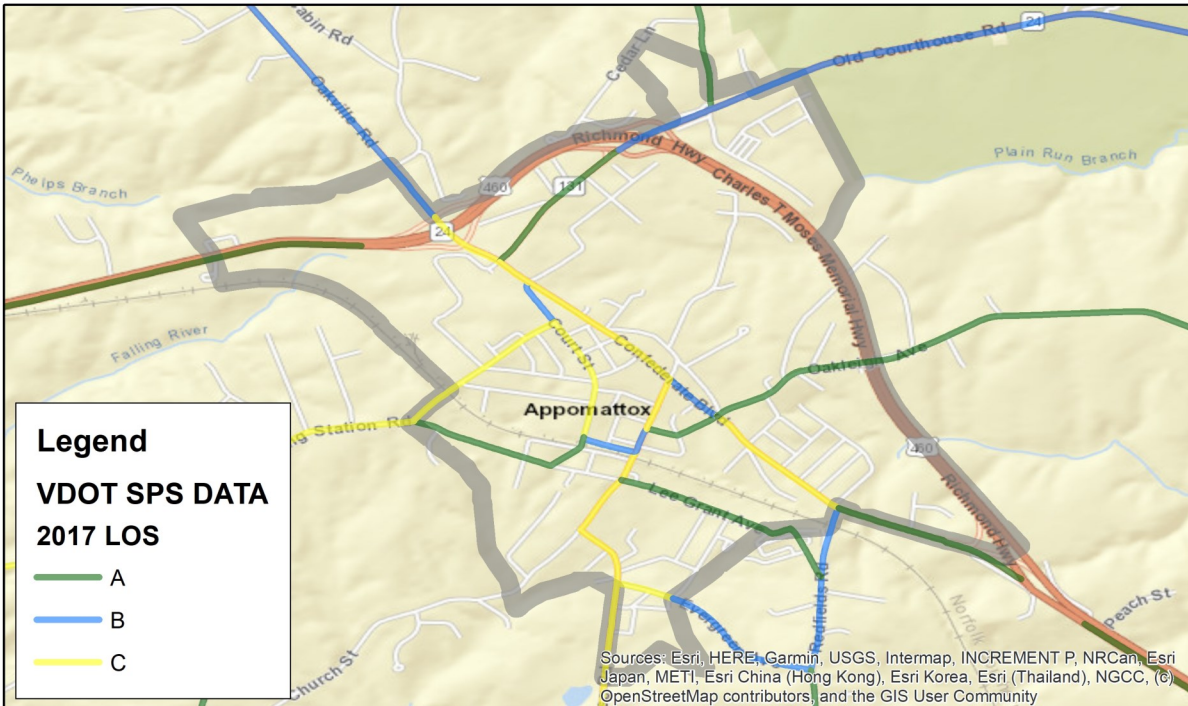 Cabin Rd
Cedar Ln
Old Courthouse Rd
24
Oakville Rd
Richmond Hwy
Plain Run Branch
Phelps Branch
460
131
Charles T Moses Memorial Hwy
24
Falling River
Court St
Confederate Blvd
Oakleigh Ave
Appomattox
Station Rd
460
Lee Grant Ave
Richmond Hwy
Redfields Rd
Evergreen
Norfolk
Peach St
Church St
Legend
VDOT SPS DATA
2017 LOS
A
B
C
Sources: Esri, HERE, Garmin, USGS, Intermap, INCREMENT P, NRCan, Esri
Japan, METI, Esri China (Hong Kong), Esri Korea, Esri (Thailand), NGCC, (c)
OpenStreetMap contributors, and the GIS User Community